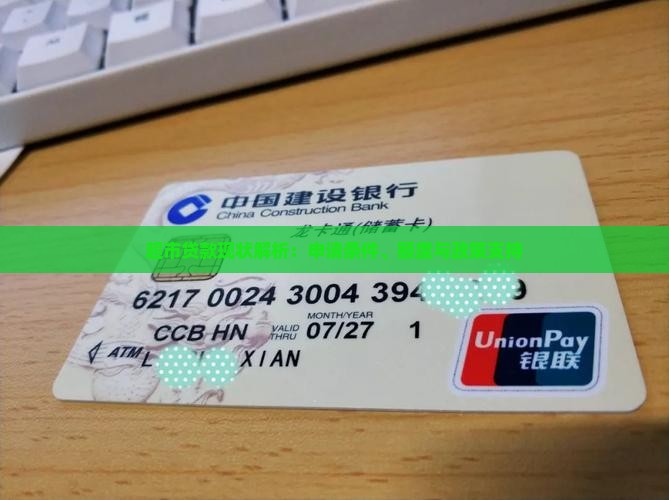 中国建设银行
China Construction Bank
龙卡通(储蓄卡)
6217 0024 3004 394 9
MONTH/YEAR
CCB HN VALID THRU 07/27 1
ATM L XIAN
UnionPay
银联